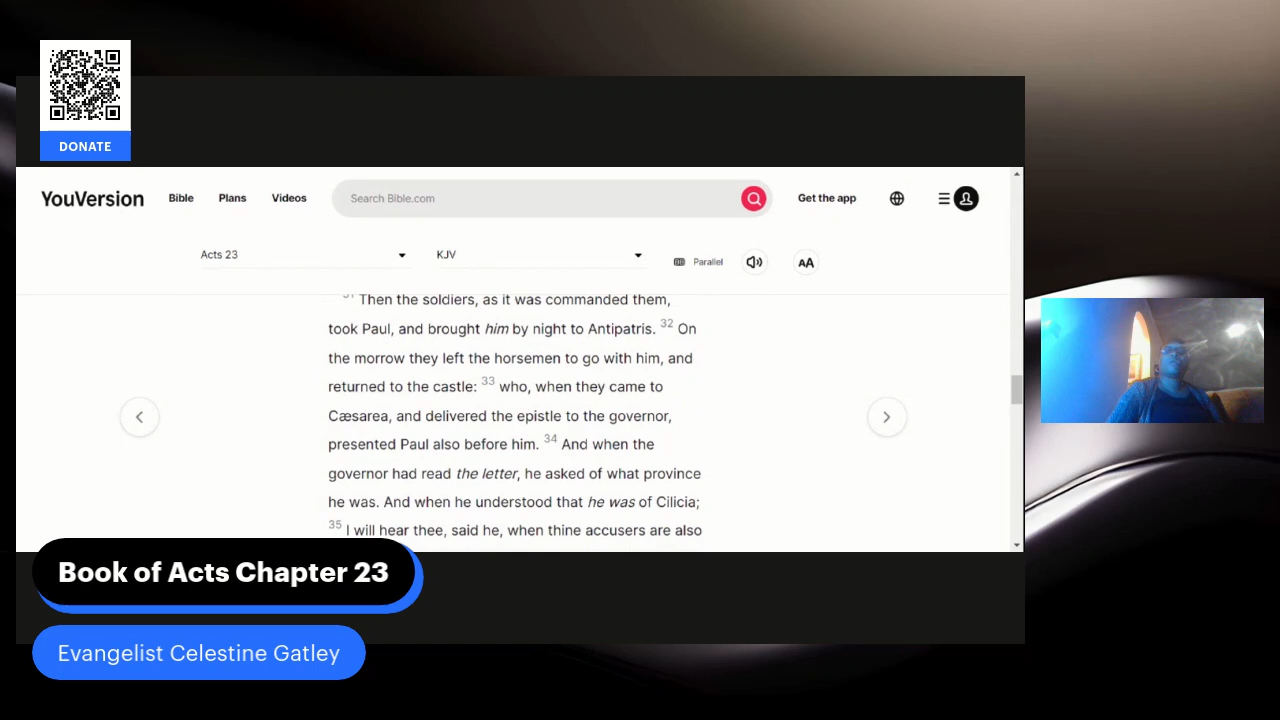 DONATE
YouVersion
Bible
Plans
Videos
Search Bible.com
Get the app
Acts 23
KJV
Parallel
AA
31 Then the soldiers, as it was commanded them,
took Paul, and brought him by night to Antipatris. 32 On
the morrow they left the horsemen to go with him, and
returned to the castle: 33 who, when they came to
Cæsarea, and delivered the epistle to the governor,
presented Paul also before him. 34 And when the
governor had read the letter, he asked of what province
he was. And when he understood that he was of Cilicia;
35 I will hear thee, said he, when thine accusers are also
Book of Acts Chapter 23
Evangelist Celestine Gatley